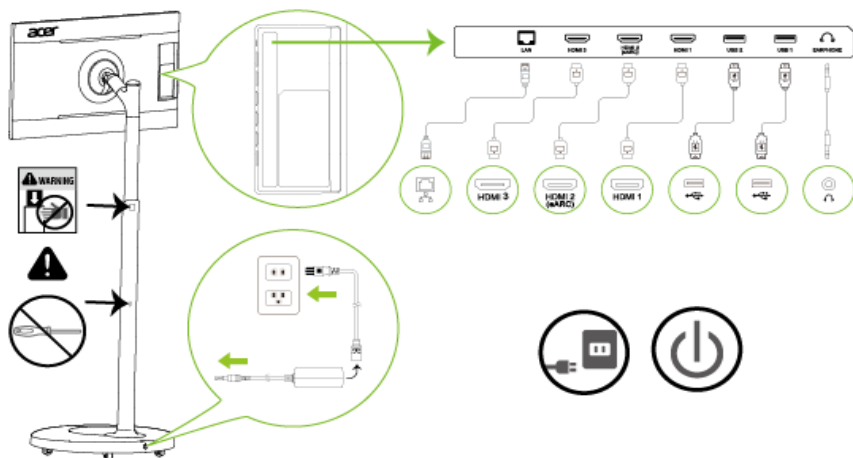 acer
LAN
HDMI 3
HDMI 2
(eARC)
HDMI 1
USB 2
USB 1
EARPHONE
WARNING
HDMI 3
HDMI 2
(eARC)
HDMI 1